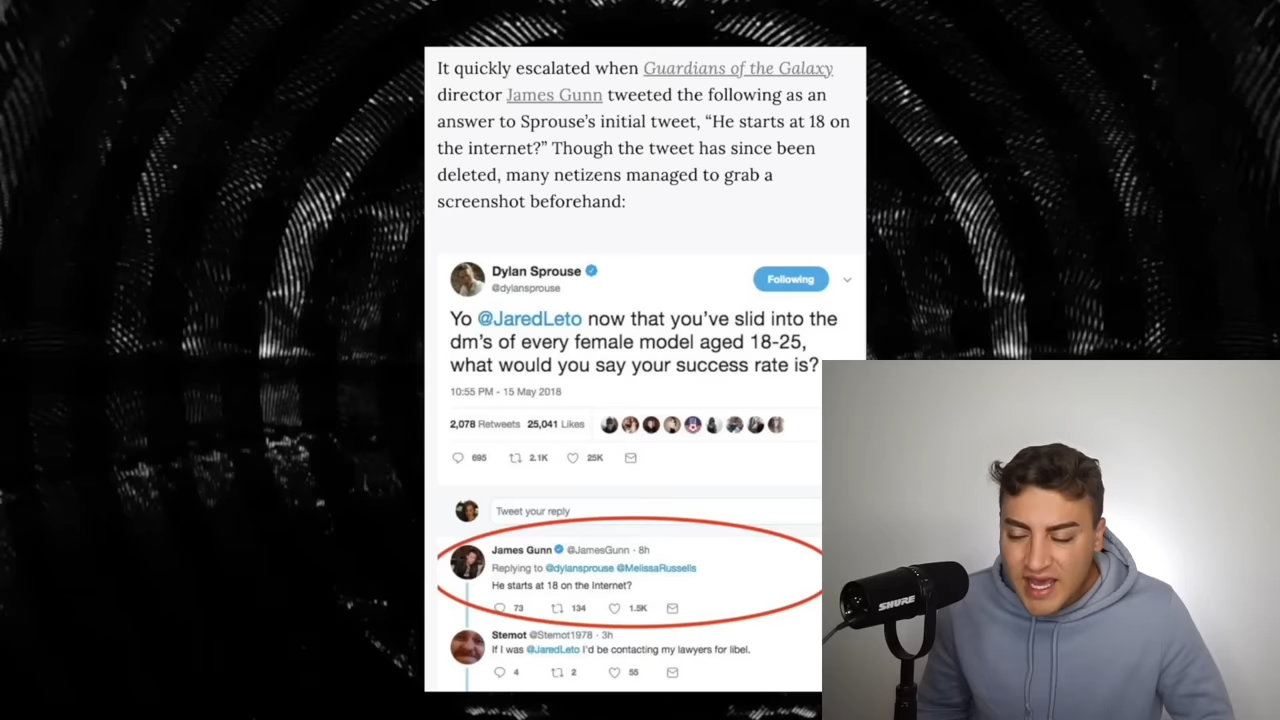 It quickly escalated when Guardians of the Galaxy
director James Gunn tweeted the following as an
answer to Sprouse's initial tweet, “He starts at 18 on
the internet?” Though the tweet has since been
deleted, many netizens managed to grab a
screenshot beforehand:
Dylan Sprouse
@dylansprouse
Following
Yo @JaredLeto now that you've slid into the
dm's of every female model aged 18-25,
what would you say your success rate is?
10:55 PM - 15 May 2018
2,078 Retweets 25,041 Likes
695 2.1K 25K
Tweet your reply
James Gunn @JamesGunn · 8h
Replying to @dylansprouse @MelissaRussells
He starts at 18 on the Internet?
73 134 1.5K
Stemot @Stemot1978 · 3h
If I was @JaredLeto I'd be contacting my lawyers for libel.
4 2 55
SHURE